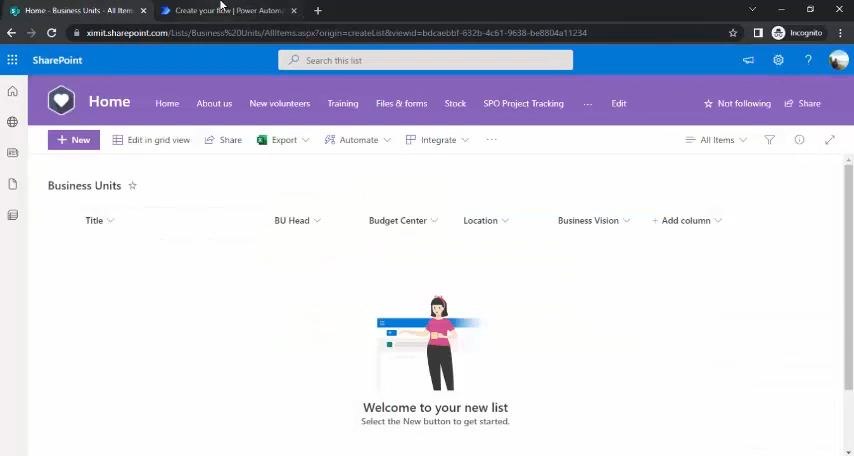 Home - Business Units - All Item
Create your flow | Power Automa
ximit.sharepoint.com/Lists/Business%20Units/AllItems.aspx?origin=createList&viewid=bdcaebbf-632b-4c61-9638-be8804a11234
Incognito
SharePoint
Search this list
Home
Home
About us
New volunteers
Training
Files & forms
Stock
SPO Project Tracking
Edit
Not following
Share
New
Edit in grid view
Share
Export
Automate
Integrate
All Items
Business Units
Title
BU Head
Budget Center
Location
Business Vision
Add column
Welcome to your new list
Select the New button to get started.